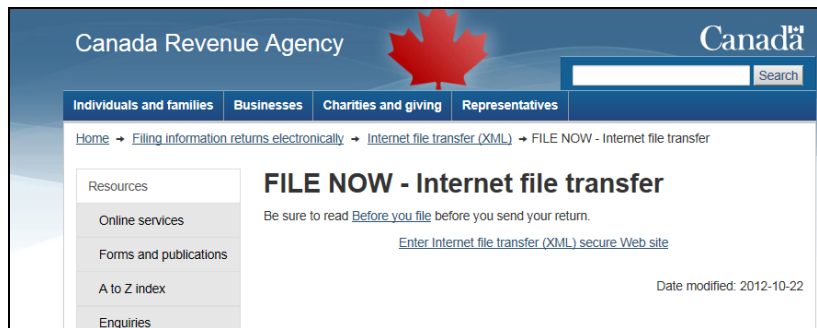 Canada Revenue Agency
Canada
Search
Individuals and families Businesses Charities and giving Representatives
Home → Filing information returns electronically → Internet file transfer (XML) → FILE NOW - Internet file transfer
Resources
Online services
Forms and publications
A to Z index
Enquiries
FILE NOW - Internet file transfer
Be sure to read Before you file before you send your return.
Enter Internet file transfer (XML) secure Web site
Date modified: 2012-10-22